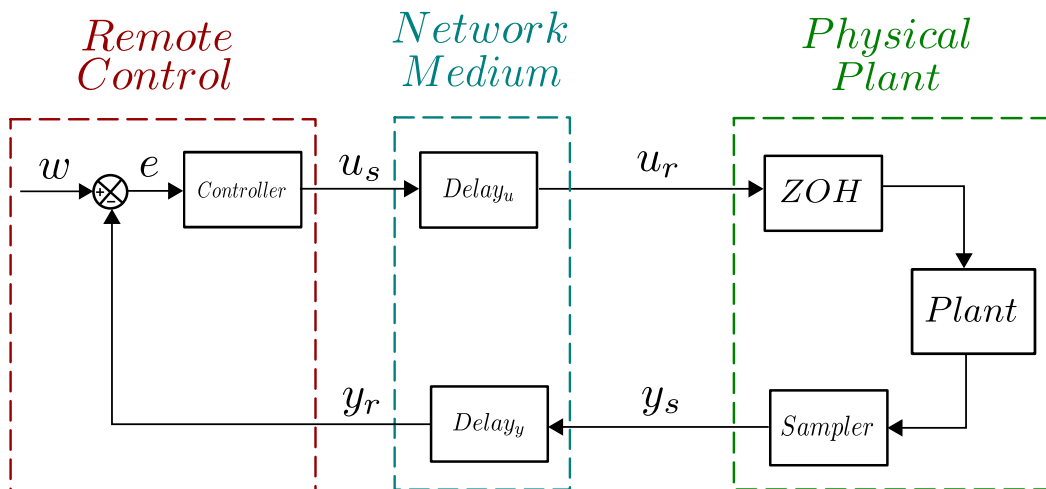 Remote
Control
Network
Medium
Physical
Plant
w
e
+
−
Controller
u_s
Delay_u
u_r
ZOH
Plant
y_r
Delay_y
y_s
Sampler